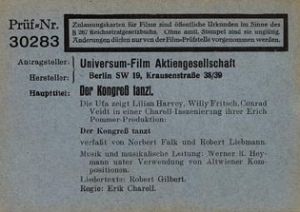 Prüf=Nr.
30283
Zulassungskarten für Filme sind öffentliche Urkunden im Sinne des
§ 267 Reichsstrafgesetzbuchs. Ohne amtl. Stempel sind sie ungültig.
Änderungen dürfen nur von der Film=Prüfstelle vorgenommen werden.
Antragsteller: Universum-Film Aktiengesellschaft
Hersteller: Berlin SW 19, Krausenstraße 38/39
Haupttitel: Der Kongreß tanzt.
Die Ufa zeigt Lilian Harvey, Willy Fritsch, Conrad
Veidt in einer Charell-Inszenierung ihrer Erich
Pommer-Produktion:
Der Kongreß tanzt
verfaßt von Norbert Falk und Robert Liebmann.
Musik und musikalische Leitung: Werner R. Hey-
mann unter Verwendung von Altwiener Kompo-
sitionen.
Liedertexte: Robert Gilbert.
Regie: Erik Charell.